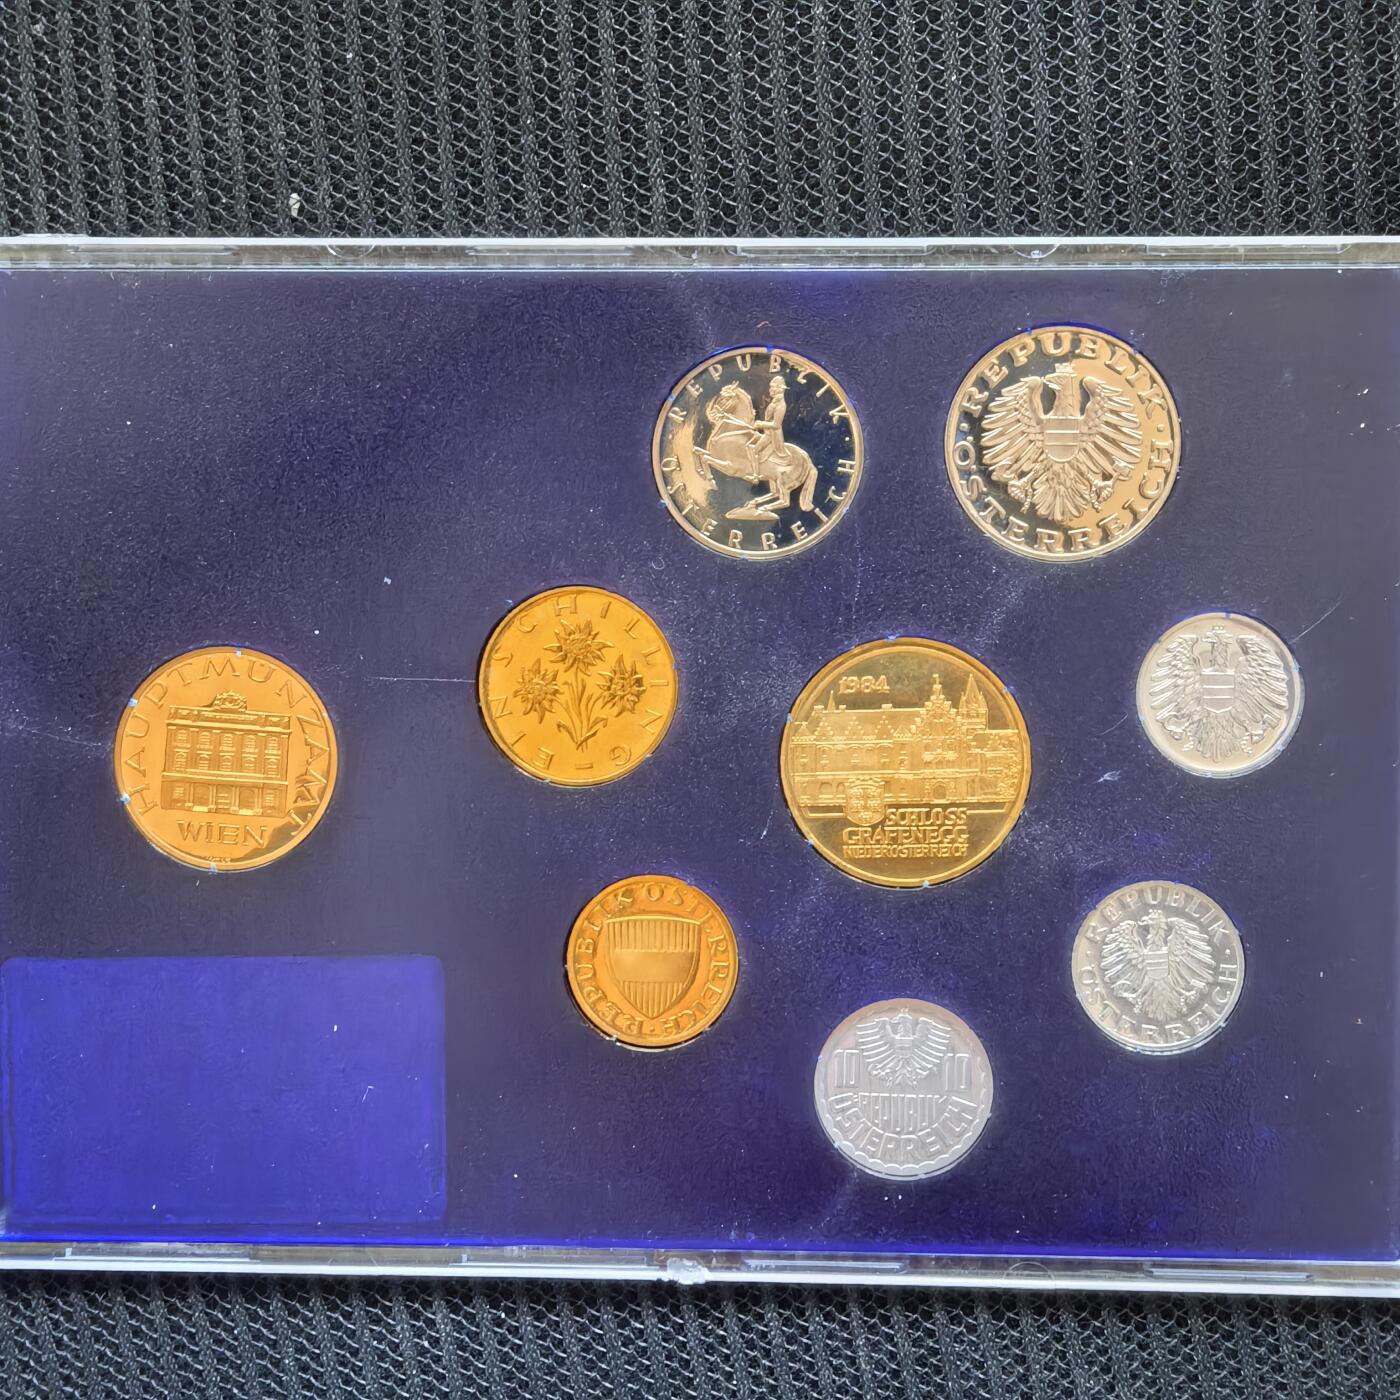 REPUBLIK · ÖSTERREICH
REPUBLIK · ÖSTERREICH ·
HAUPTMÜNZAMT
WIEN
EIN SCHILLING
1984
SCHLOSS
GRAFENEGG
NIEDERÖSTERREICH
REPUBLIK ÖSTERREICH ·
REPUBLIK · ÖSTERREICH ·
10 10
REPUBLIK
ÖSTERREICH